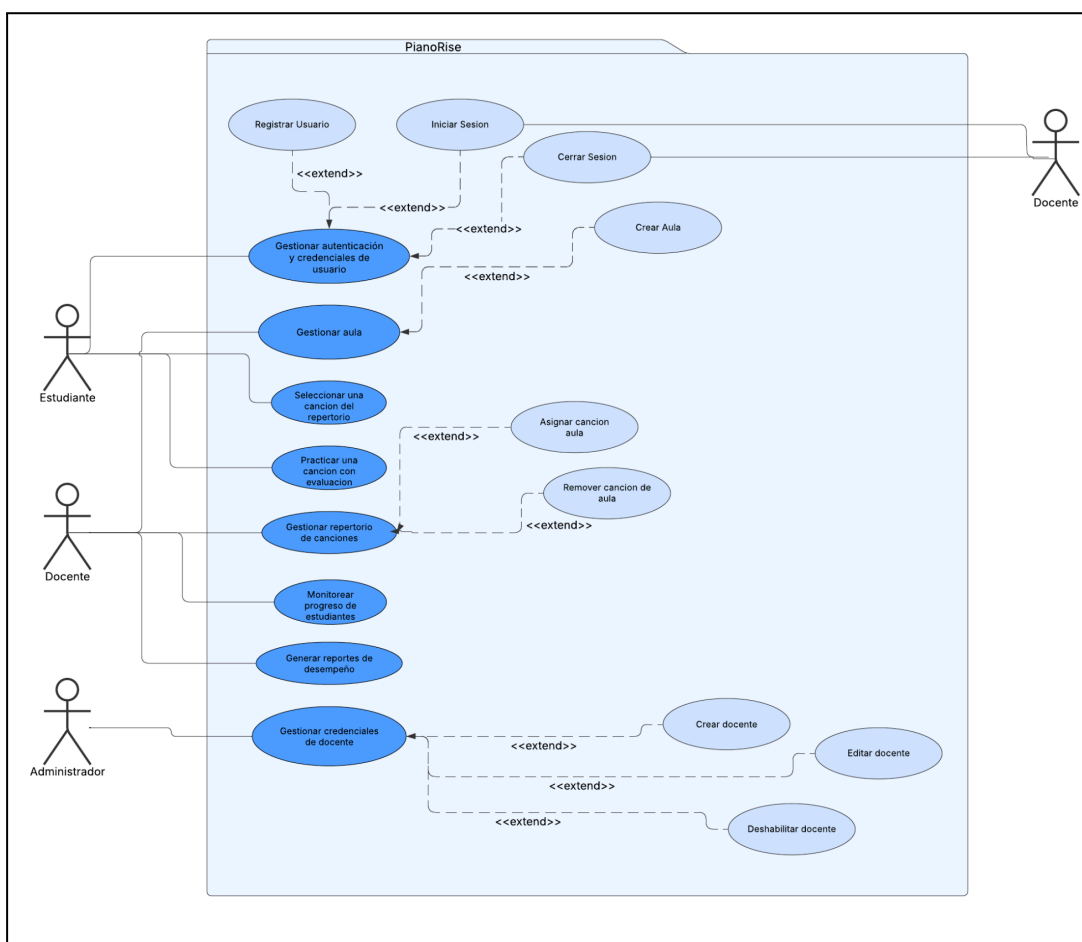 PianoRise
Registrar Usuario
Iniciar Sesion
Cerrar Sesion
Docente
<<extend>>
<<extend>>
<<extend>>
Crear Aula
Gestionar autenticación
y credenciales de
usuario
<<extend>>
Gestionar aula
Estudiante
Seleccionar una
cancion del
repertorio
Asignar cancion
aula
<<extend>>
Practicar una
cancion con
evaluacion
Remover cancion de
aula
Gestionar repertorio
de canciones
<<extend>>
Docente
Monitorear
progreso de
estudiantes
Generar reportes de
desempeño
Gestionar credenciales
de docente
Crear docente
<<extend>>
Editar docente
Administrador
<<extend>>
<<extend>>
Deshabilitar docente